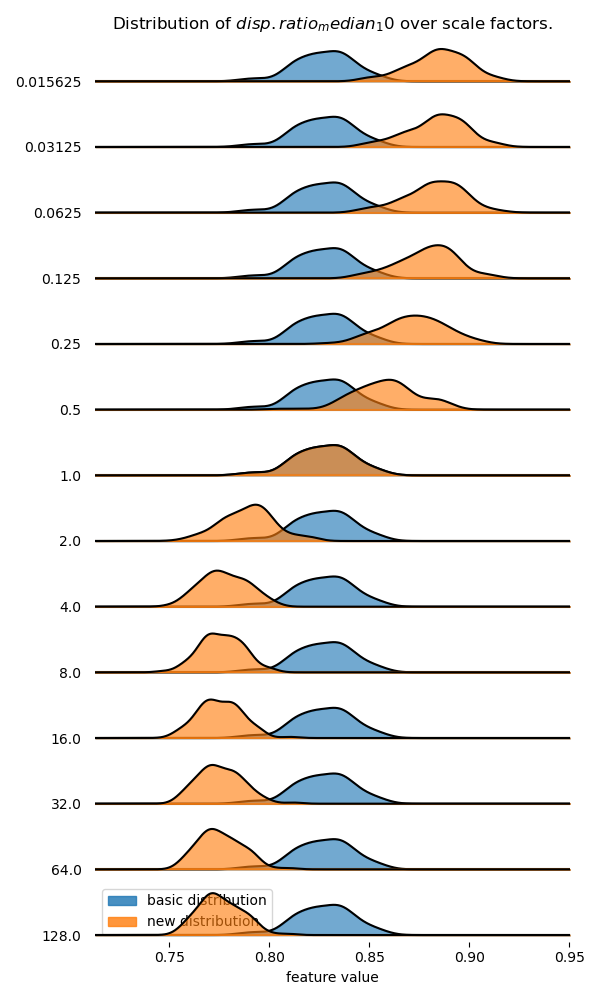 Distribution of disp.ratio_median_10 over scale factors.
0.015625
0.03125
0.0625
0.125
0.25
0.5
1.0
2.0
4.0
8.0
16.0
32.0
64.0
128.0
basic distribution
new distribution
0.75 0.80 0.85 0.90 0.95
feature value